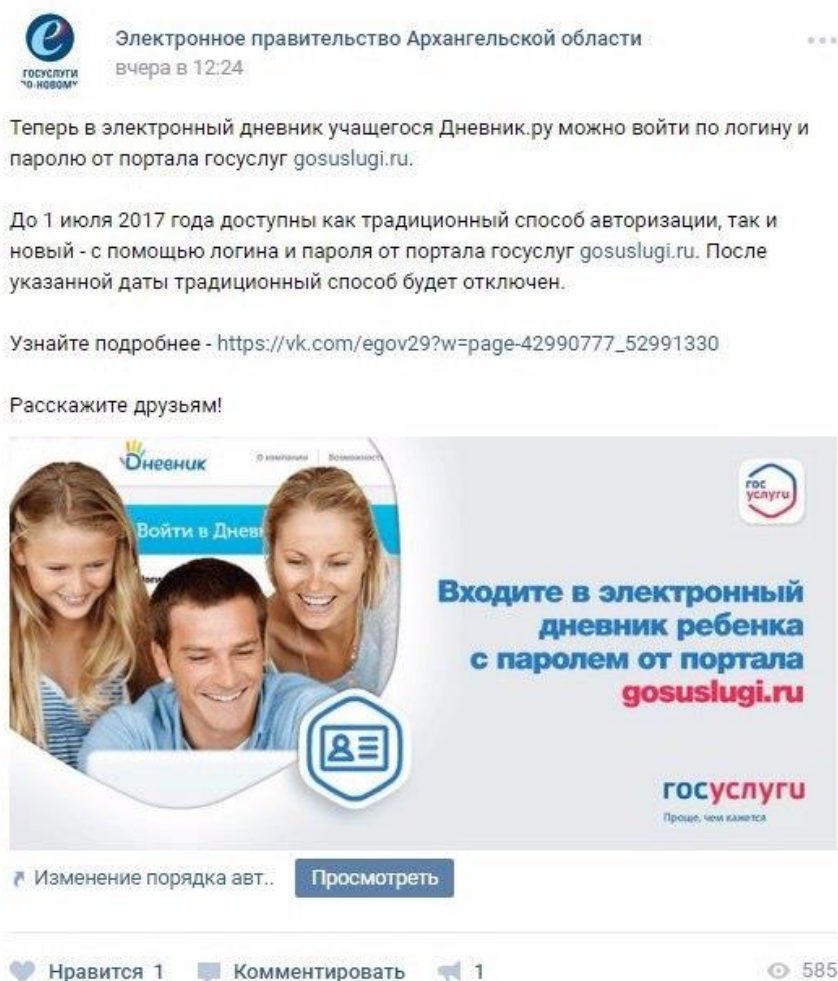 Электронное правительство Архангельской области
вчера в 12:24
ГОСУСЛУГИ
Теперь в электронный дневник учащегося Дневник.ру можно войти по логину и
паролю от портала госуслуг gosuslugi.ru.
До 1 июля 2017 года доступны как традиционный способ авторизации, так и
новый - с помощью логина и пароля от портала госуслуг gosuslugi.ru. После
указанной даты традиционный способ будет отключен.
Узнайте подробнее - https://vk.com/egov29?w=page-42990777_52991330
Расскажите друзьям!
Дневник
О компании
Войти в Днев
гос
услуги
Входите в электронный
дневник ребенка
с паролем от портала
gosuslugi.ru
госуслуги
Проще, чем кажется
Изменение порядка авт..
Просмотреть
Нравится 1
Комментировать
1
585